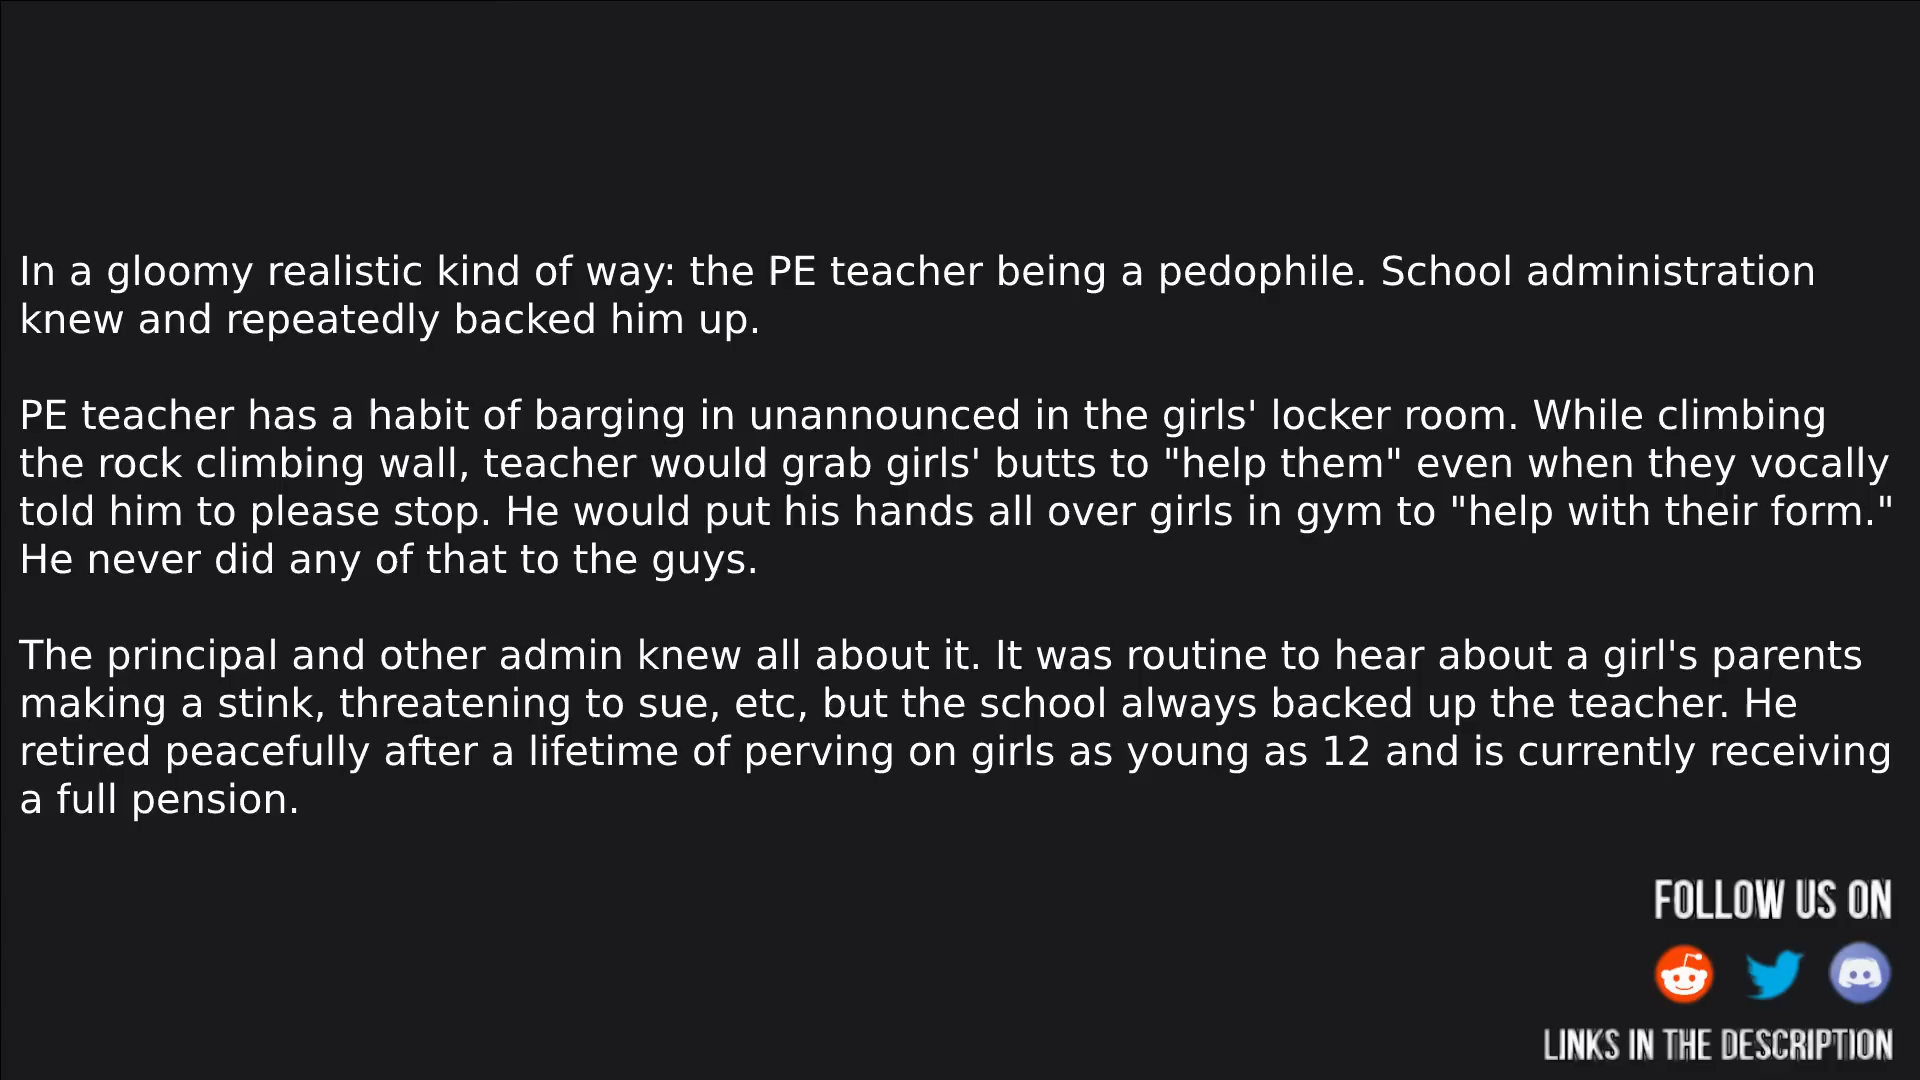 In a gloomy realistic kind of way: the PE teacher being a pedophile. School administration
knew and repeatedly backed him up.
PE teacher has a habit of barging in unannounced in the girls' locker room. While climbing
the rock climbing wall, teacher would grab girls' butts to "help them" even when they vocally
told him to please stop. He would put his hands all over girls in gym to "help with their form."
He never did any of that to the guys.
The principal and other admin knew all about it. It was routine to hear about a girl's parents
making a stink, threatening to sue, etc, but the school always backed up the teacher. He
retired peacefully after a lifetime of perving on girls as young as 12 and is currently receiving
a full pension.
FOLLOW US ON
LINKS IN THE DESCRIPTION